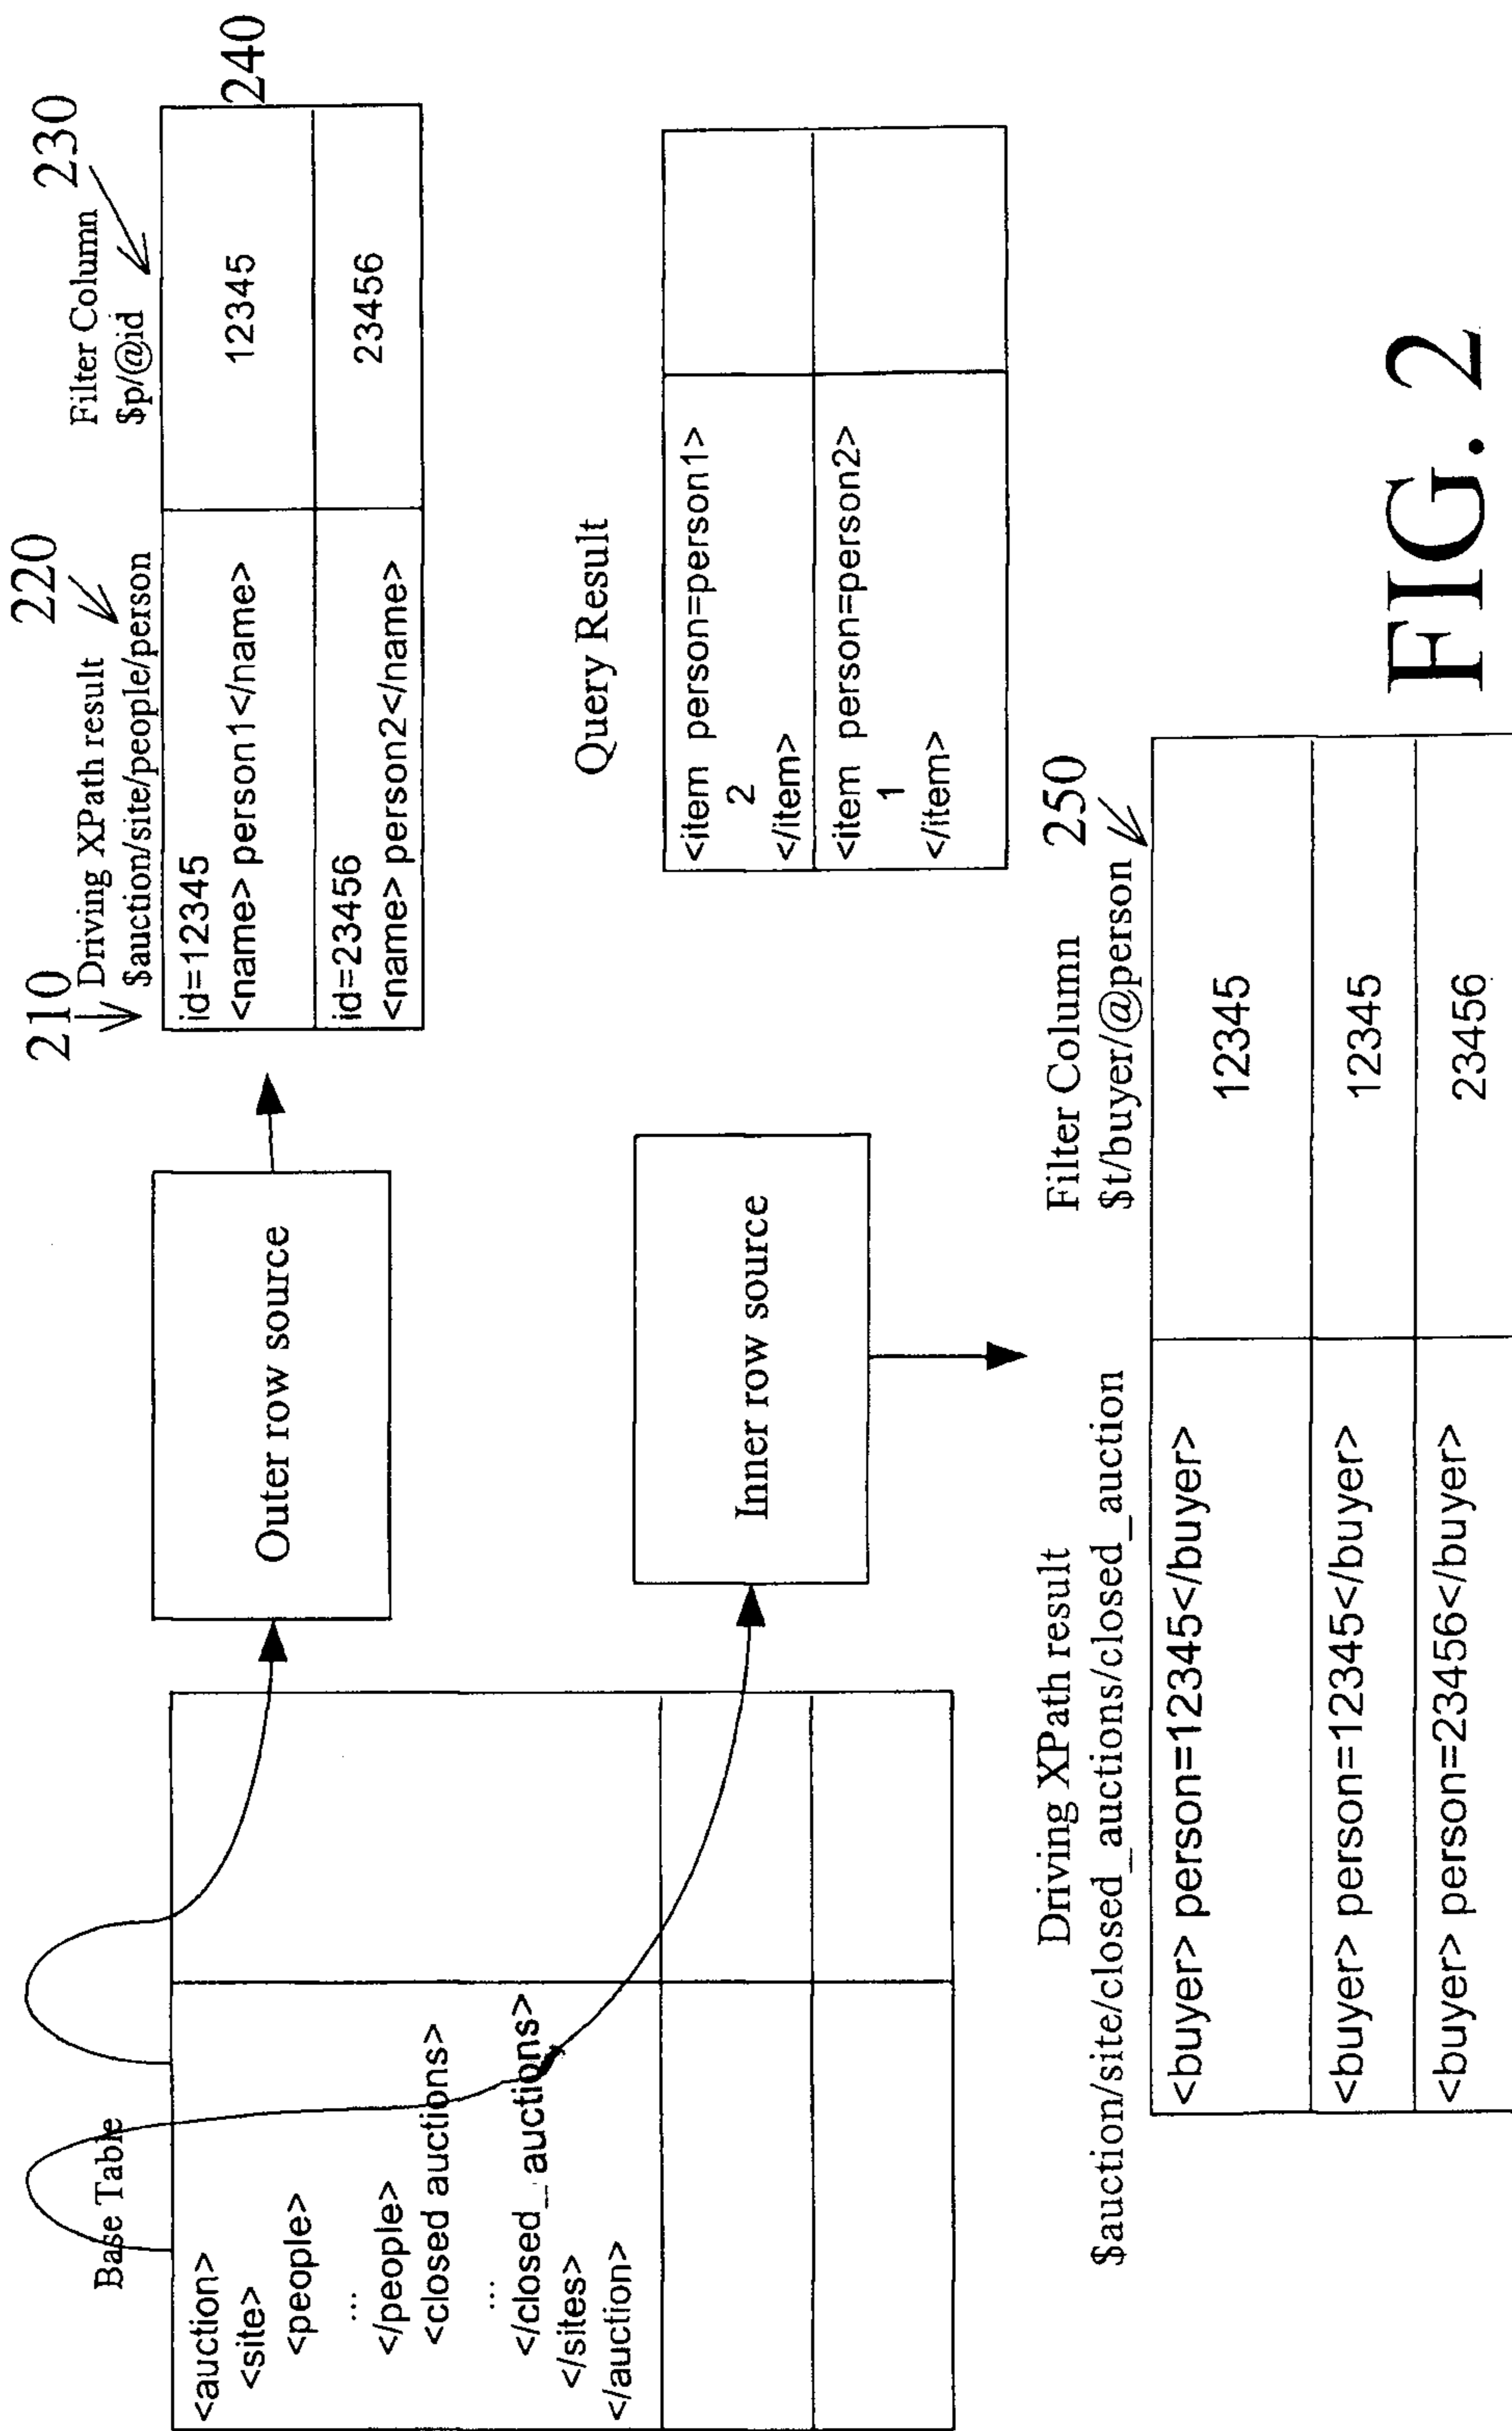 Base Table
<auction>
<site>
<people>
...
</people>
<closed auctions>
...
</closed_ auctions>
</sites>
</auction>
Outer row source
Inner row source
210
220
Driving XPath result
$auction/site/people/person
230
Filter Column
$p/@id
240
id=12345
<name> person1</name>
12345
id=23456
<name> person2</name>
23456
Query Result
<item person=person1>
2
</item>
<item person=person2>
1
</item>
Driving XPath result
$auction/site/closed_auctions/closed_auction
Filter Column
$t/buyer/@person
250
<buyer> person=12345</buyer>
12345
<buyer> person=12345</buyer>
12345
<buyer> person=23456</buyer>
23456
FIG. 2